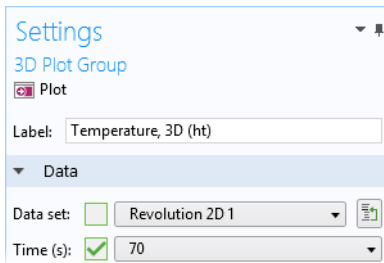 Settings
3D Plot Group
Plot
Label: Temperature, 3D (ht)
Data
Data set: Revolution 2D 1
Time (s): 70